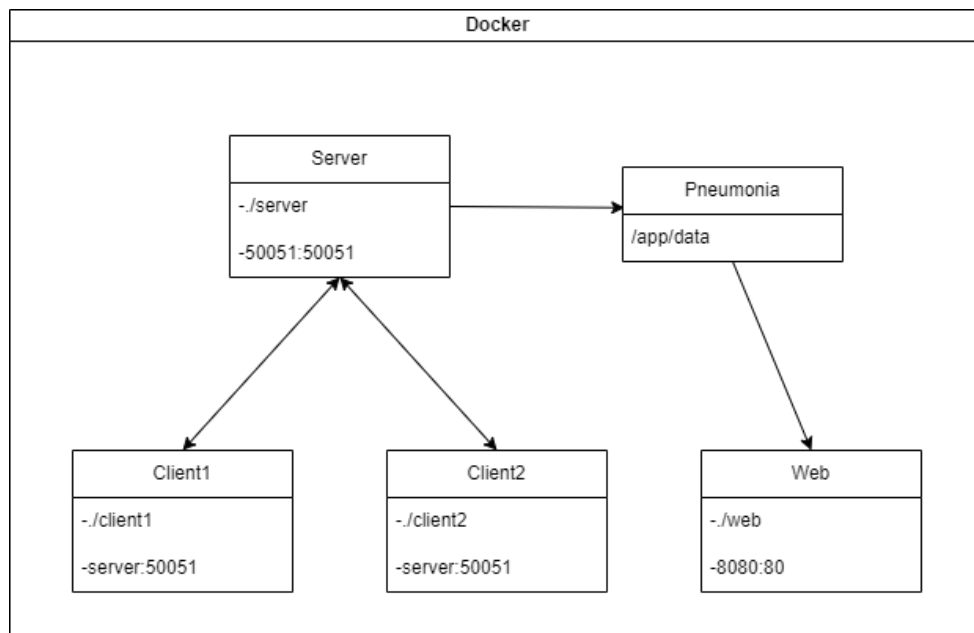 Docker
Server
-./server
-50051:50051
Pneumonia
/app/data
Client1
-./client1
-server:50051
Client2
-./client2
-server:50051
Web
-./web
-8080:80